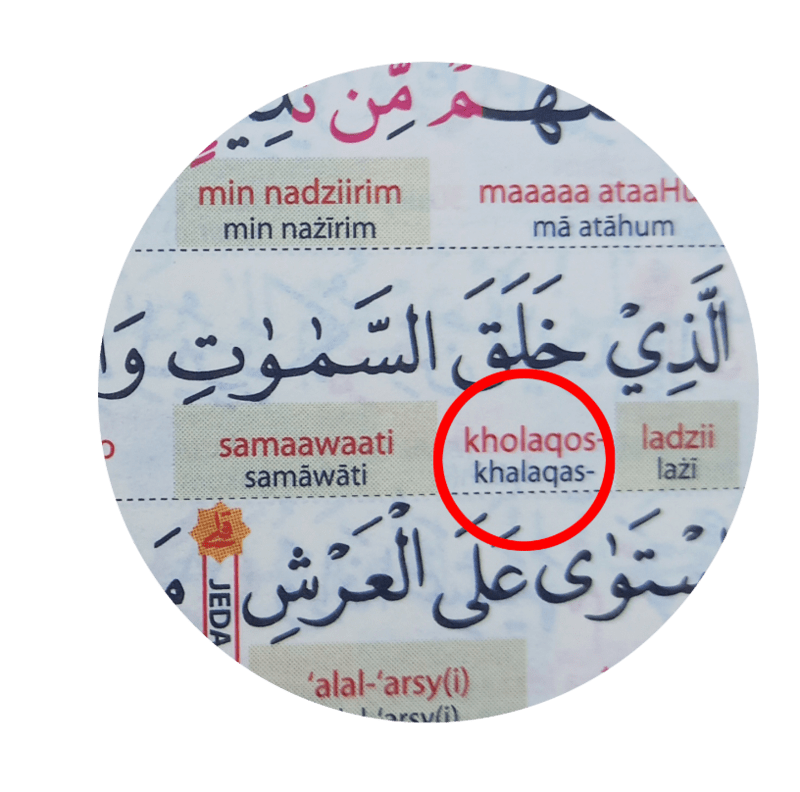 مِّن
maaaaa ataaHu min nadziirim
mā atāhum min nażīrim
الَّذِيْ خَلَقَ السَّمٰوٰتِ
ladzii kholaqos- samaawaati
lażī khalaqas- samāwāti
سْتَوٰى عَلَى الْعَرْشِ
قلے
JEDA
‘alal-‘arsy(i)